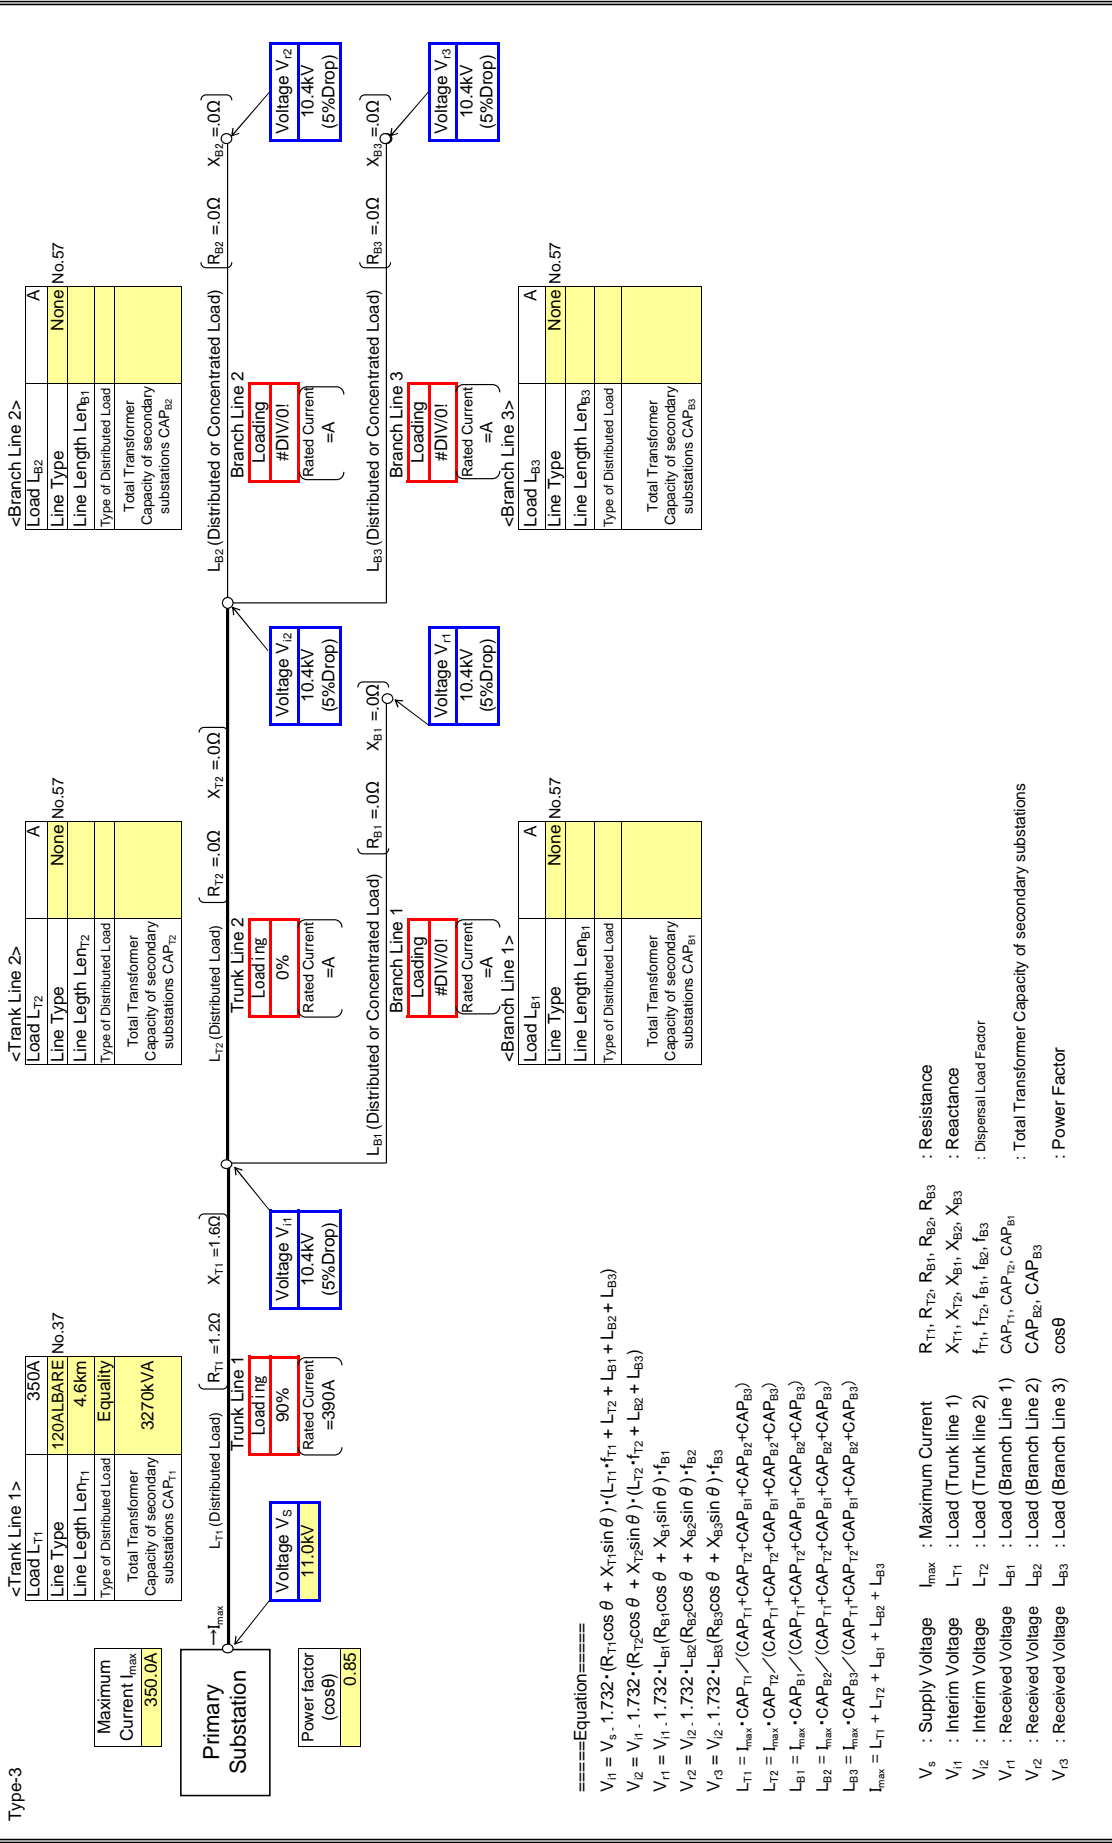 Type-3
Maximum
Current Imax
350.0A
Primary
Substation
Power factor
(cosθ)
0.85
→Imax
Voltage VS
11.0kV
<Trank Line 1>
Load LT1 350A
Line Type 120ALBARE No.37
Line Legth LenT1 4.6km
Type of Distributed Load Equality
Total Transformer
Capacity of secondary
substations CAPT1
3270kVA
LT1 (Distributed Load) RT1 =1.2Ω XT1 =1.6Ω
Trunk Line 1
Loading
90%
Rated Current
=390A
Voltage Vi1
10.4kV
(5%Drop)
<Trank Line 2>
Load LT2 A
Line Type None No.57
Line Length LenT2
Type of Distributed Load
Total Transformer
Capacity of secondary
substations CAPT2
LT2 (Distributed Load) RT2 =.0Ω XT2 =.0Ω
Trunk Line 2
Loading
0%
Rated Current
=A
Voltage Vi2
10.4kV
(5%Drop)
LB1 (Distributed or Concentrated Load) RB1 =.0Ω XB1 =.0Ω
Branch Line 1
Loading
#DIV/0!
Rated Current
=A
Voltage Vr1
10.4kV
(5%Drop)
<Branch Line 1>
Load LB1 A
Line Type None No.57
Line Length LenB1
Type of Distributed Load
Total Transformer
Capacity of secondary
substations CAPB1
<Branch Line 2>
Load LB2 A
Line Type None No.57
Line Length LenB1
Type of Distributed Load
Total Transformer
Capacity of secondary
substations CAPB2
LB2 (Distributed or Concentrated Load) RB2 =.0Ω XB2 =.0Ω
Branch Line 2
Loading
#DIV/0!
Rated Current
=A
Voltage Vr2
10.4kV
(5%Drop)
LB3 (Distributed or Concentrated Load) RB3 =.0Ω XB3 =.0Ω
Branch Line 3
Loading
#DIV/0!
Rated Current
=A
Voltage Vr3
10.4kV
(5%Drop)
<Branch Line 3>
Load LB3 A
Line Type None No.57
Line Length LenB3
Type of Distributed Load
Total Transformer
Capacity of secondary
substations CAPB3
=====Equation=====
Vi1 = Vs - 1.732・(RT1cos θ + XT1sin θ)・(LT1・fT1 + LT2 + LB1 + LB2 + LB3)
Vi2 = Vi1 - 1.732・(RT2cos θ + XT2sin θ)・(LT2・fT2 + LB2 + LB3)
Vr1 = Vi1 - 1.732・LB1(RB1cos θ + XB1sin θ)・fB1
Vr2 = Vi2 - 1.732・LB2(RB2cos θ + XB2sin θ)・fB2
Vr3 = Vi2 - 1.732・LB3(RB3cos θ + XB3sin θ)・fB3
LT1 = Imax・CAPT1／(CAPT1+CAPT2+CAPB1+CAPB2+CAPB3)
LT2 = Imax・CAPT2／(CAPT1+CAPT2+CAPB1+CAPB2+CAPB3)
LB1 = Imax・CAPB1／(CAPT1+CAPT2+CAPB1+CAPB2+CAPB3)
LB2 = Imax・CAPB2／(CAPT1+CAPT2+CAPB1+CAPB2+CAPB3)
LB3 = Imax・CAPB3／(CAPT1+CAPT2+CAPB1+CAPB2+CAPB3)
Imax = LT1 + LT2 + LB1 + LB2 + LB3
Vs : Supply Voltage Imax : Maximum Current RT1, RT2, RB1, RB2, RB3 : Resistance
Vi1 : Interim Voltage LT1 : Load (Trunk line 1) XT1, XT2, XB1, XB2, XB3 : Reactance
Vi2 : Interim Voltage LT2 : Load (Trunk line 2) fT1, fT2, fB1, fB2, fB3 : Dispersal Load Factor
Vr1 : Received Voltage LB1 : Load (Branch Line 1) CAPT1, CAPT2, CAPB1 : Total Transformer Capacity of secondary substations
Vr2 : Received Voltage LB2 : Load (Branch Line 2) CAPB2, CAPB3
Vr3 : Received Voltage LB3 : Load (Branch Line 3) cosθ : Power Factor